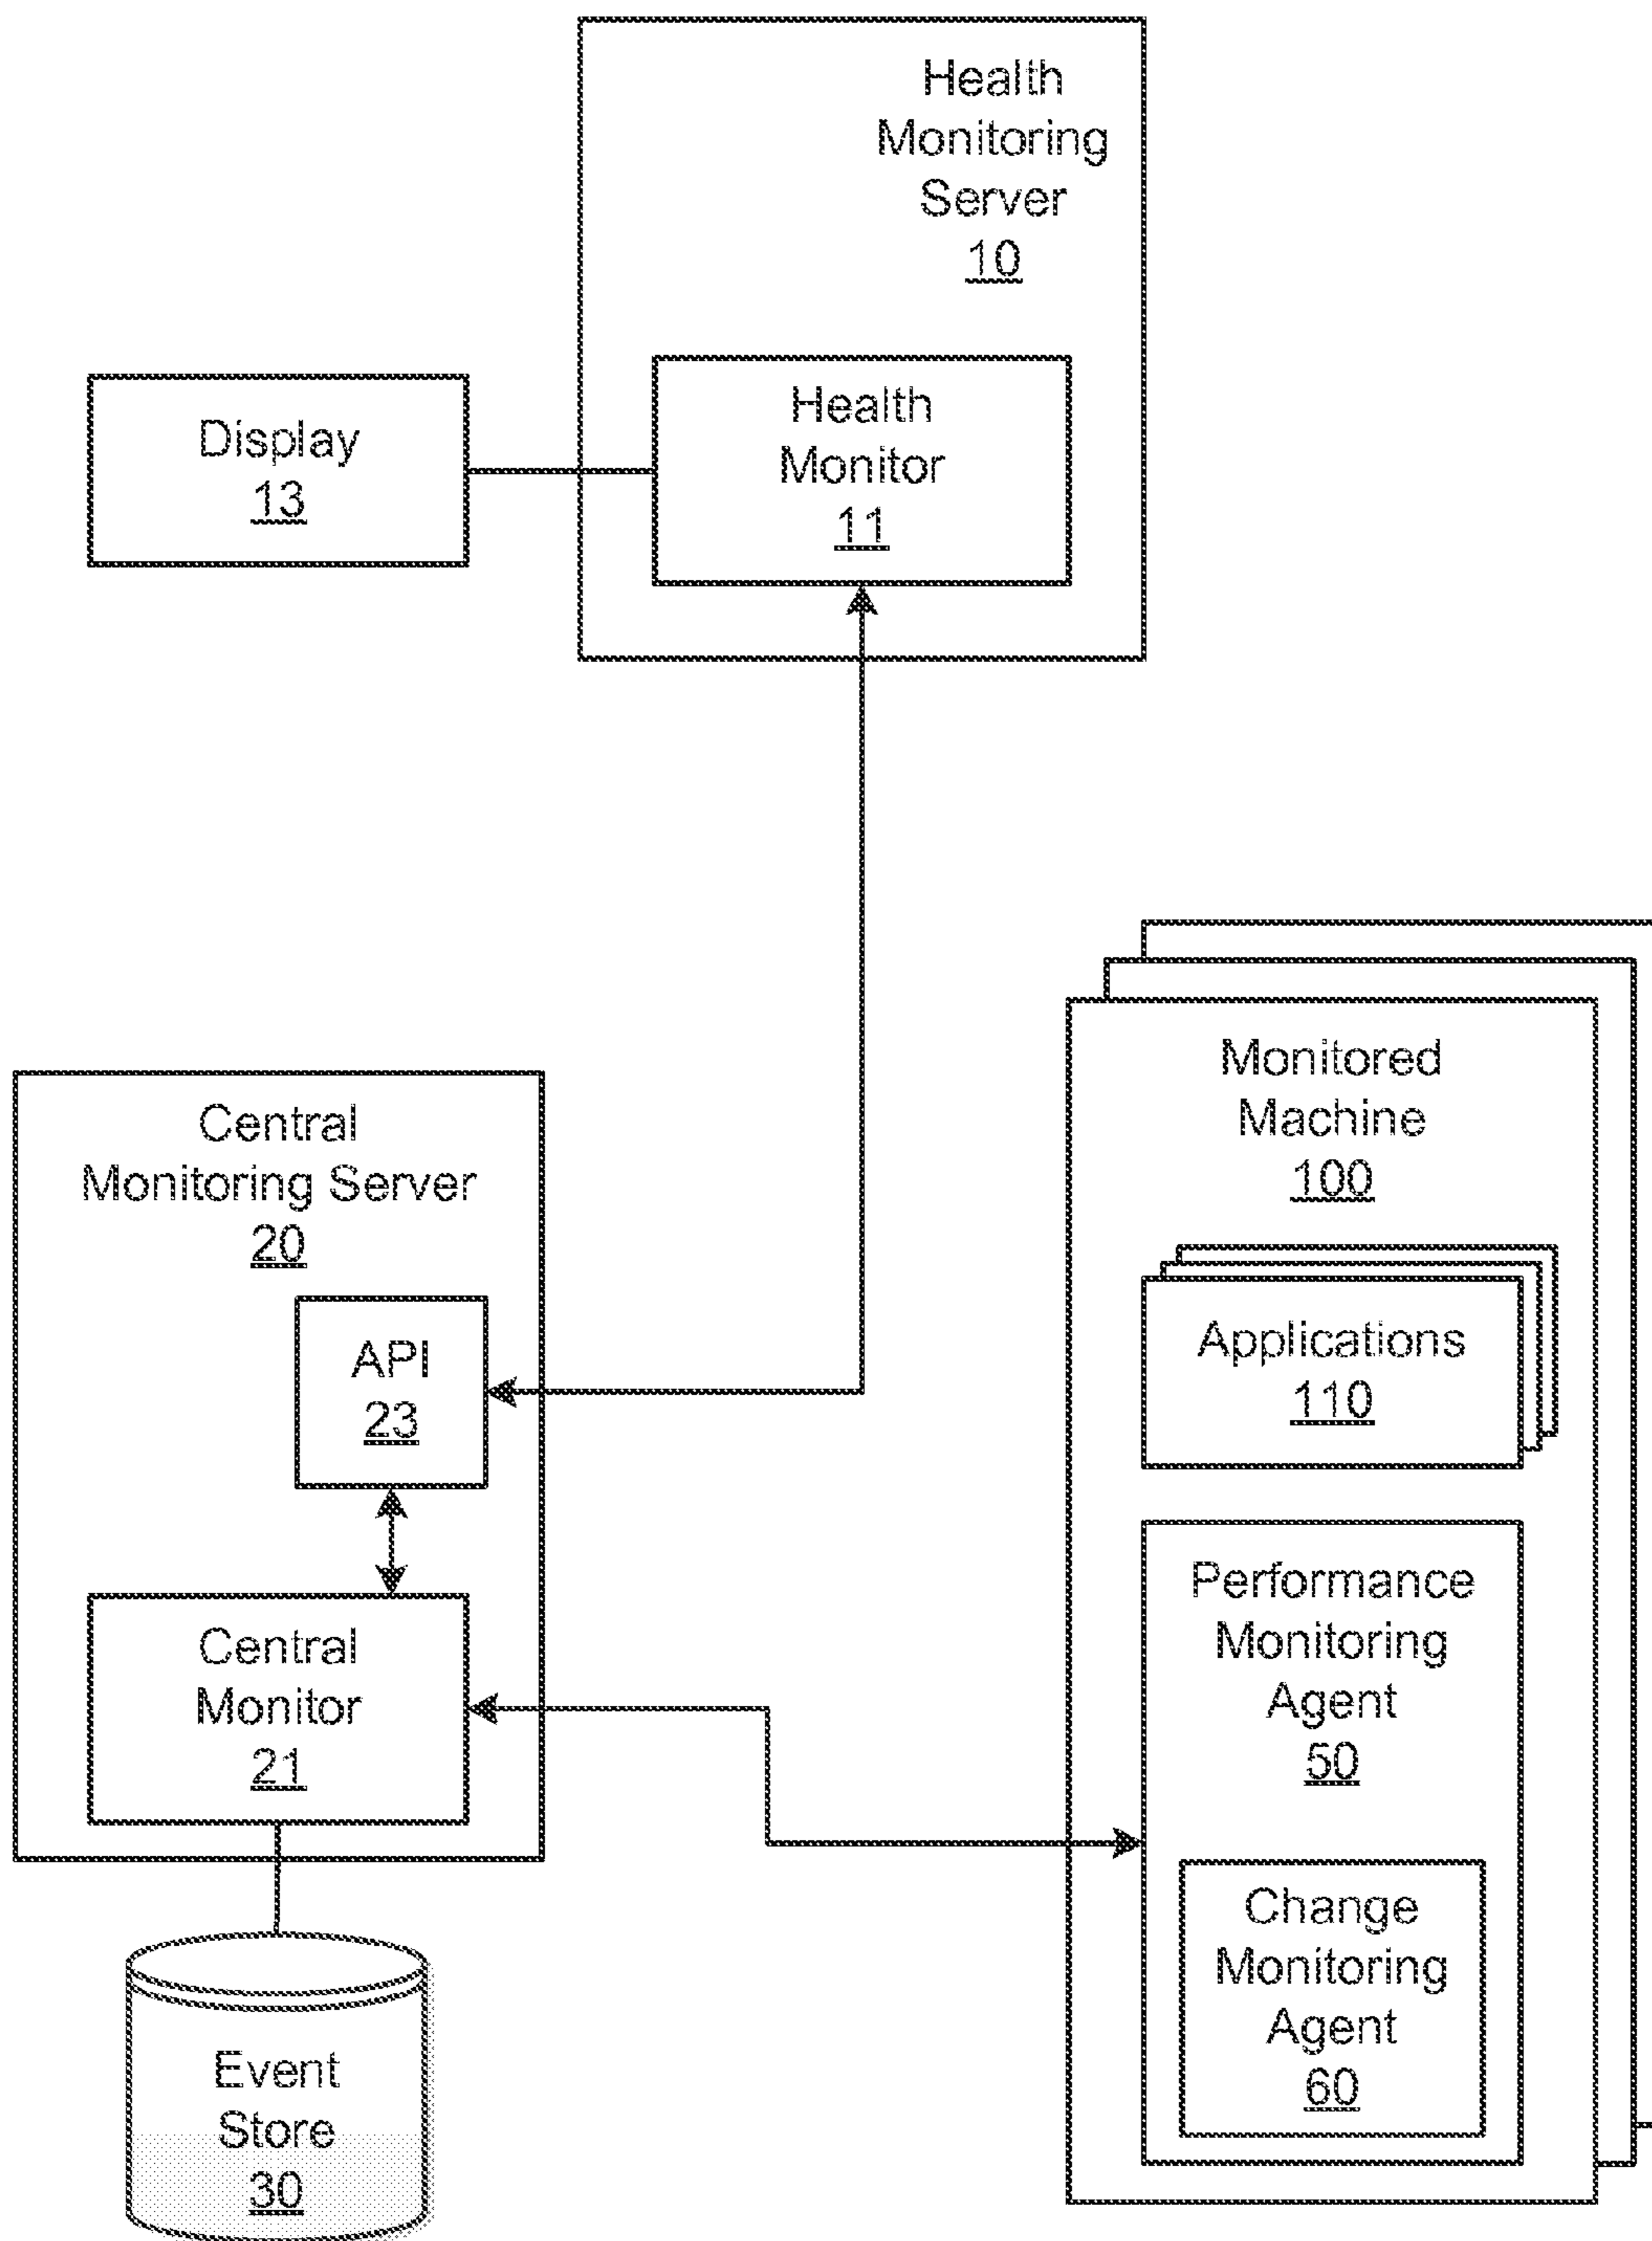 Health
Monitoring
Server
10
Display
13
Health
Monitor
11
Central
Monitoring Server
20
API
23
Central
Monitor
21
Event
Store
30
Monitored
Machine
100
Applications
110
Performance
Monitoring
Agent
50
Change
Monitoring
Agent
60